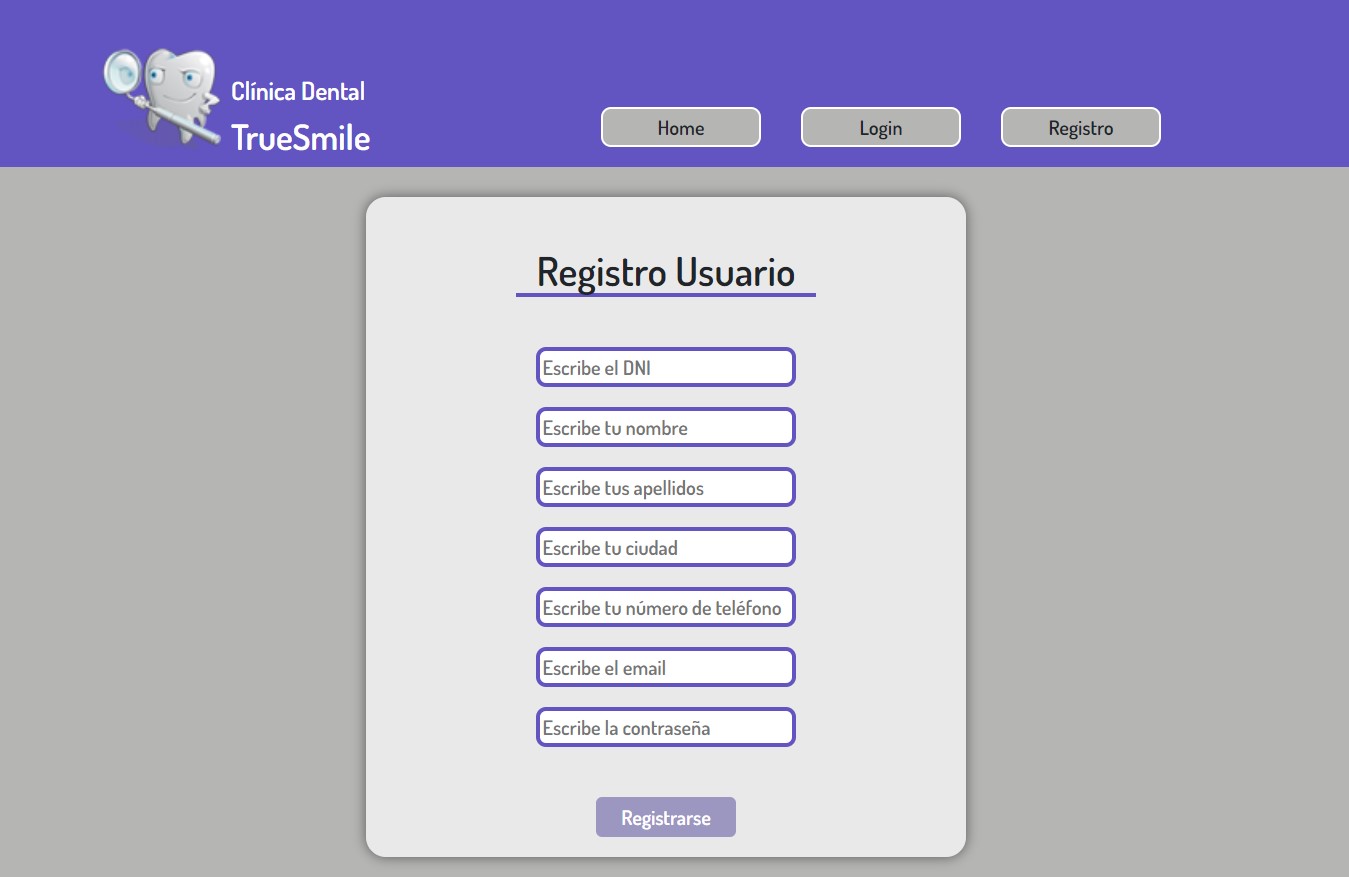 Clínica Dental
TrueSmile
Home
Login
Registro
Registro Usuario
Escribe el DNI
Escribe tu nombre
Escribe tus apellidos
Escribe tu ciudad
Escribe tu número de teléfono
Escribe el email
Escribe la contraseña
Registrarse